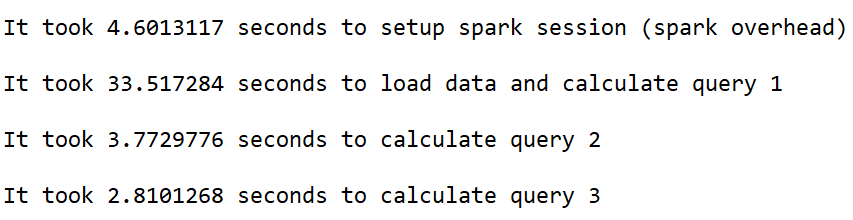 It took 4.6013117 seconds to setup spark session (spark overhead)
It took 33.517284 seconds to load data and calculate query 1
It took 3.7729776 seconds to calculate query 2
It took 2.8101268 seconds to calculate query 3